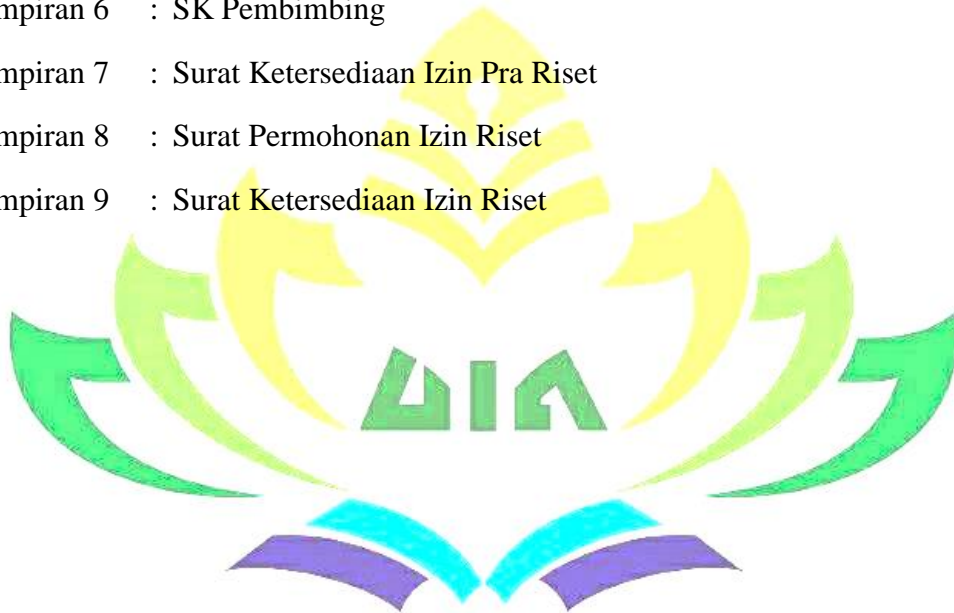 mpiran 6 : SK Pembimbing
mpiran 7 : Surat Ketersediaan Izin Pra Riset
mpiran 8 : Surat Permohonan Izin Riset
mpiran 9 : Surat Ketersediaan Izin Riset
UIN